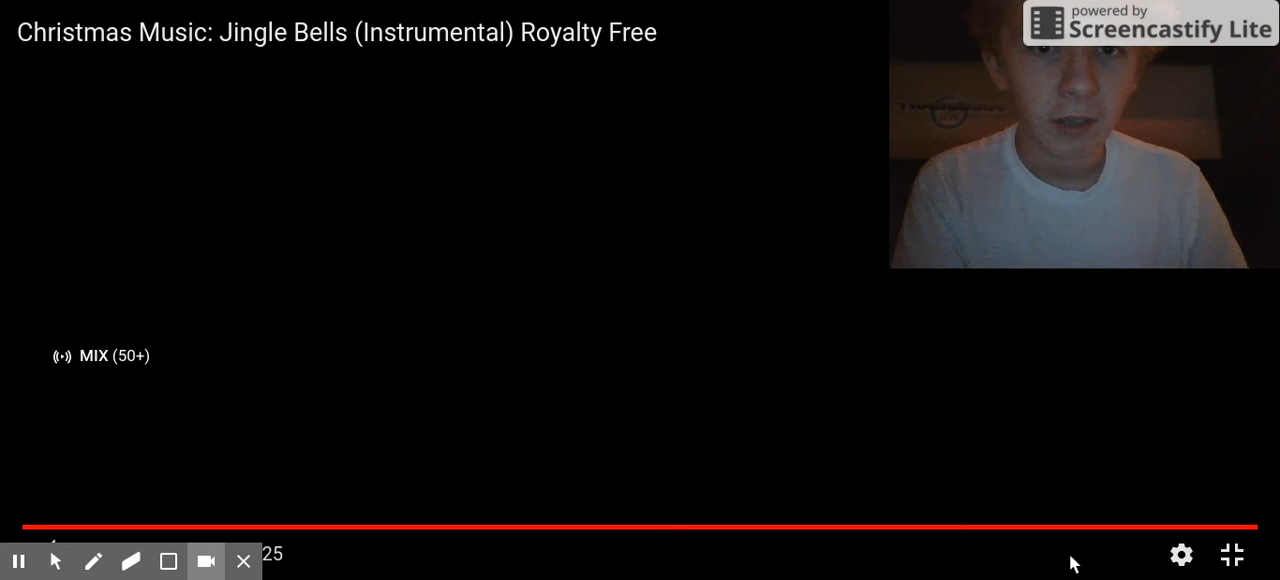 Christmas Music: Jingle Bells (Instrumental) Royalty Free
powered by
Screencastify Lite
MIX (50+)
25